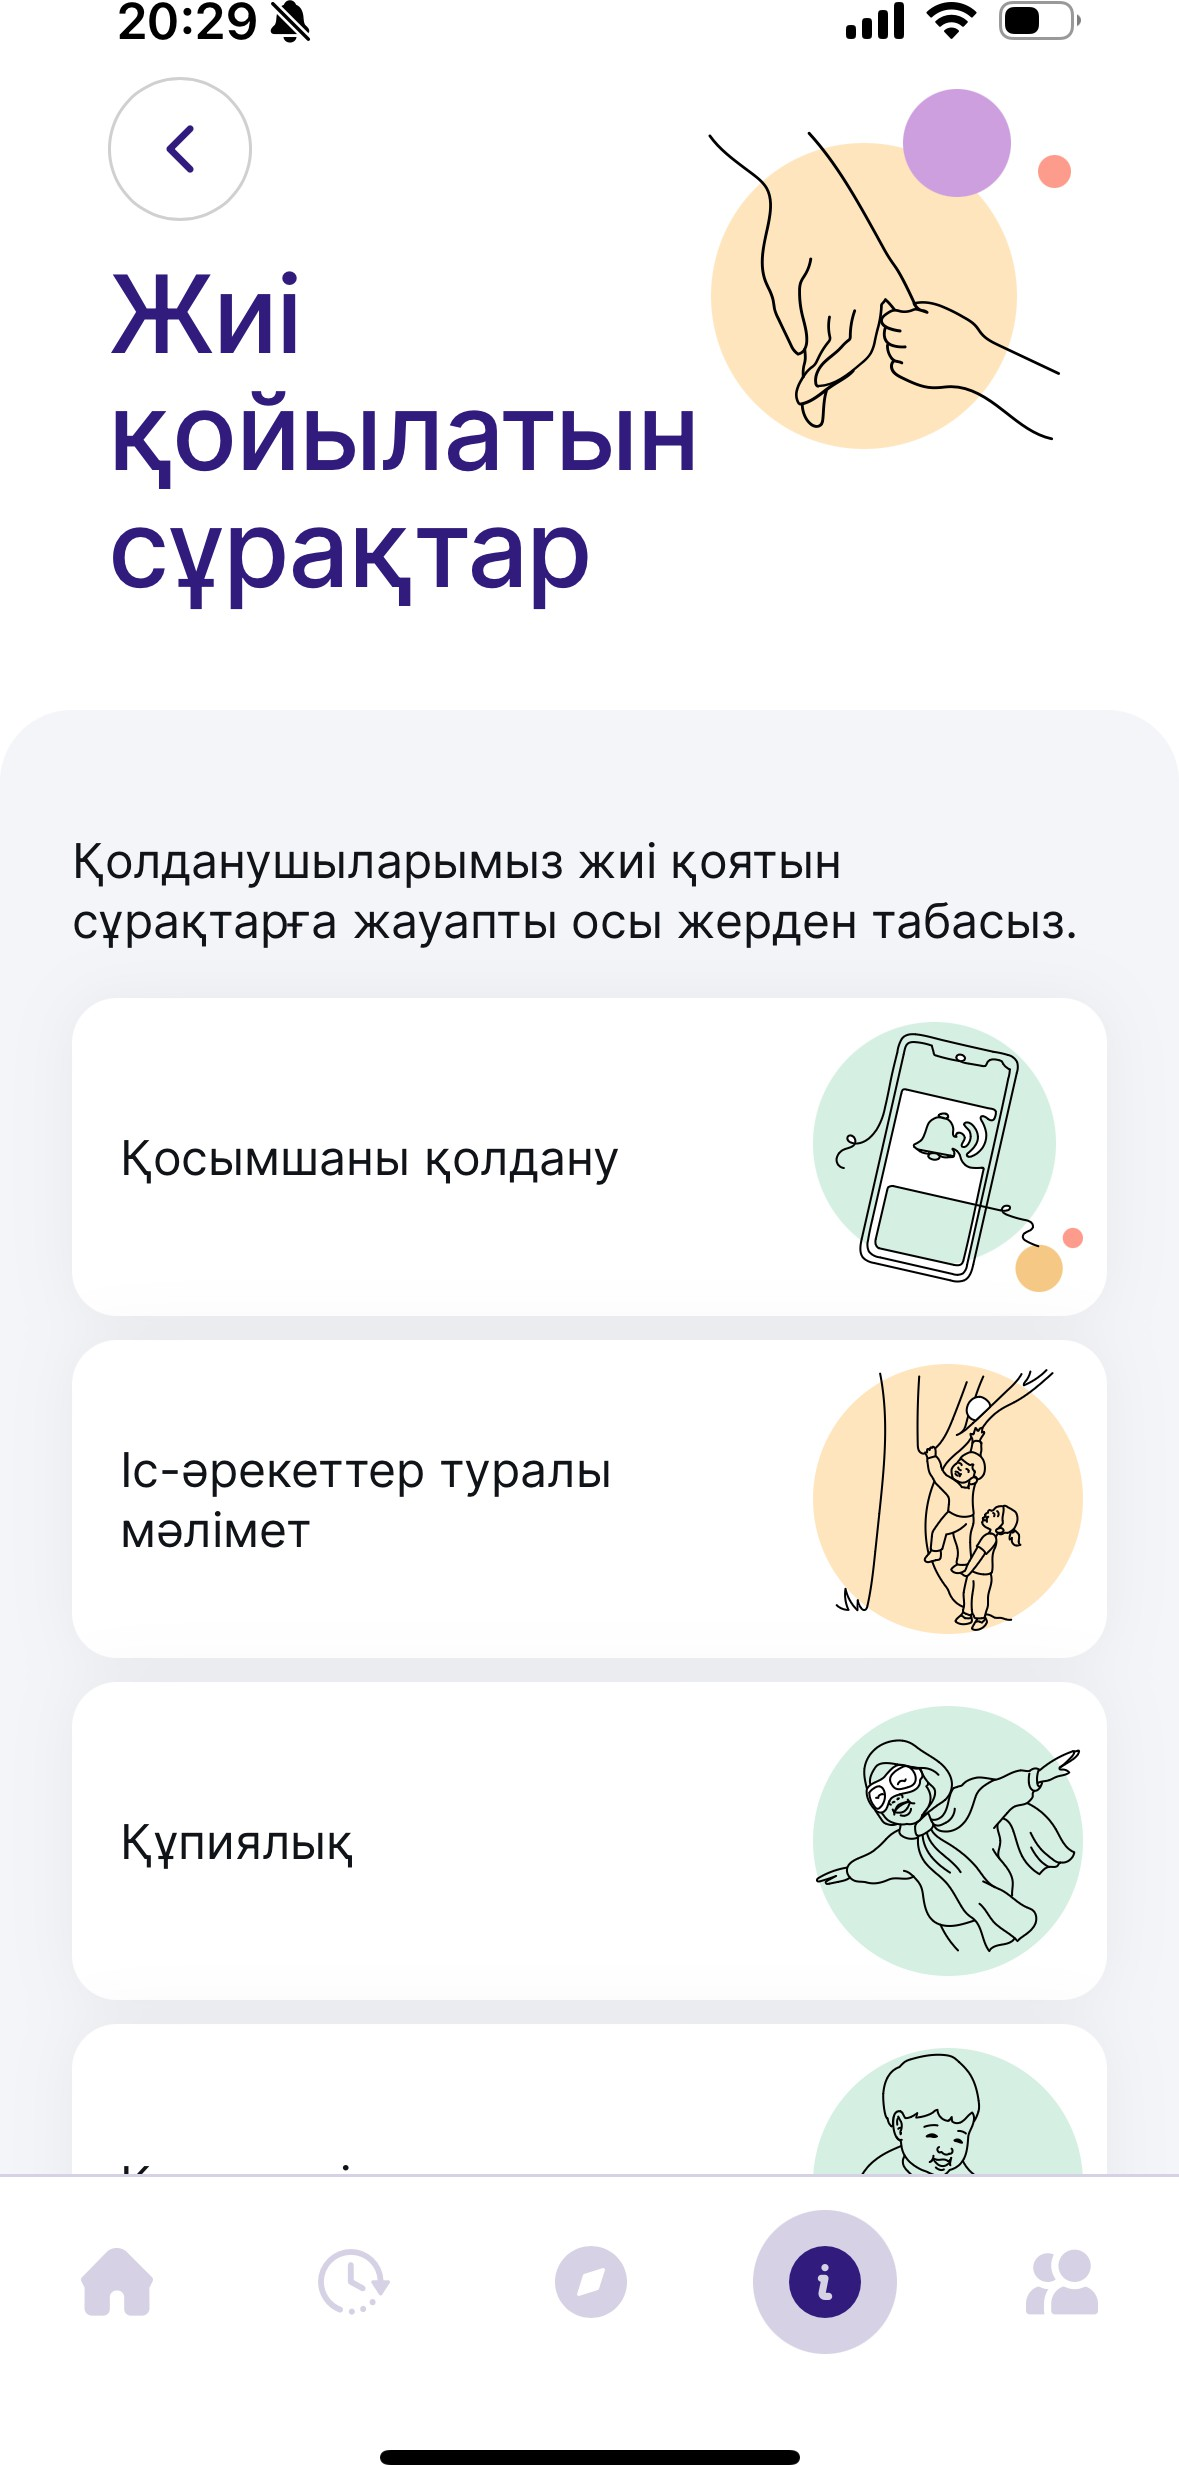 20:29
Жиі
қойылатын
сұрақтар
Қолданушыларымыз жиі қоятын
сұрақтарға жауапты осы жерден табасыз.
Қосымшаны қолдану
Іс-әрекеттер туралы
мәлімет
Құпиялық